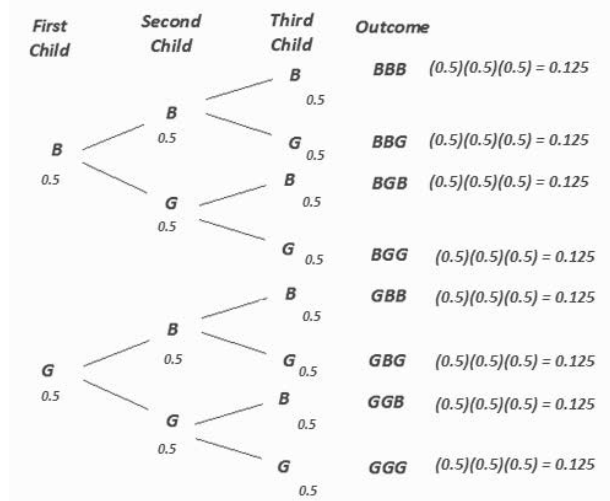 First Child
Second Child
Third Child
Outcome
B
0.5
BBB (0.5)(0.5)(0.5) = 0.125
B
0.5
G
0.5
BBG (0.5)(0.5)(0.5) = 0.125
B
0.5
B
0.5
BGB (0.5)(0.5)(0.5) = 0.125
G
0.5
G
0.5
BGG (0.5)(0.5)(0.5) = 0.125
B
0.5
GBB (0.5)(0.5)(0.5) = 0.125
B
0.5
G
0.5
GBG (0.5)(0.5)(0.5) = 0.125
G
0.5
B
0.5
GGB (0.5)(0.5)(0.5) = 0.125
G
0.5
G
0.5
GGG (0.5)(0.5)(0.5) = 0.125